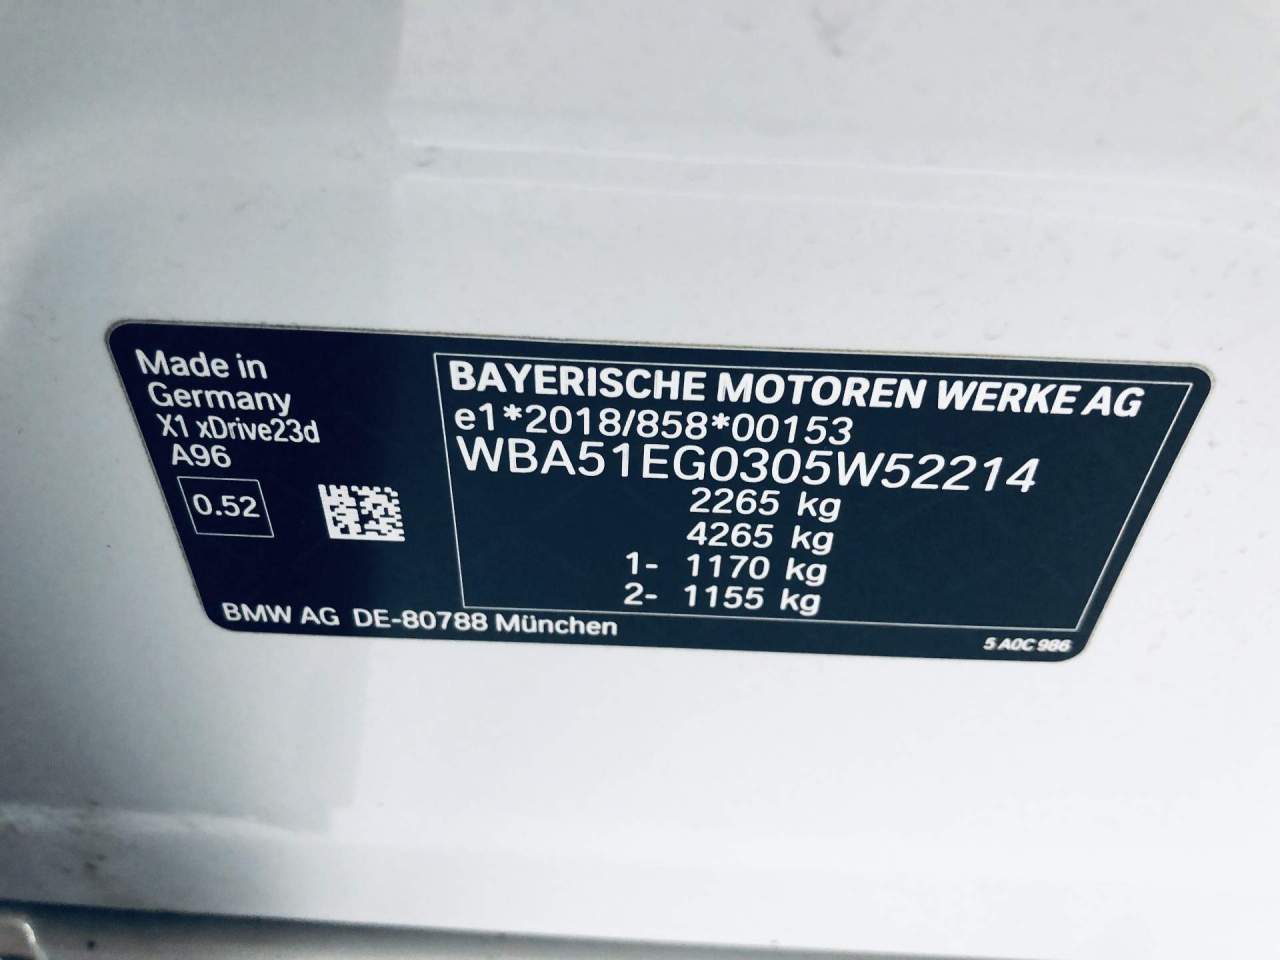 Made in
Germany
X1 xDrive23d
A96
0.52
BAYERISCHE MOTOREN WERKE AG
e1*2018/858*00153
WBA51EG0305W52214
2265 kg
4265 kg
1- 1170 kg
2- 1155 kg
BMW AG DE-80788 München
5 A0C 986